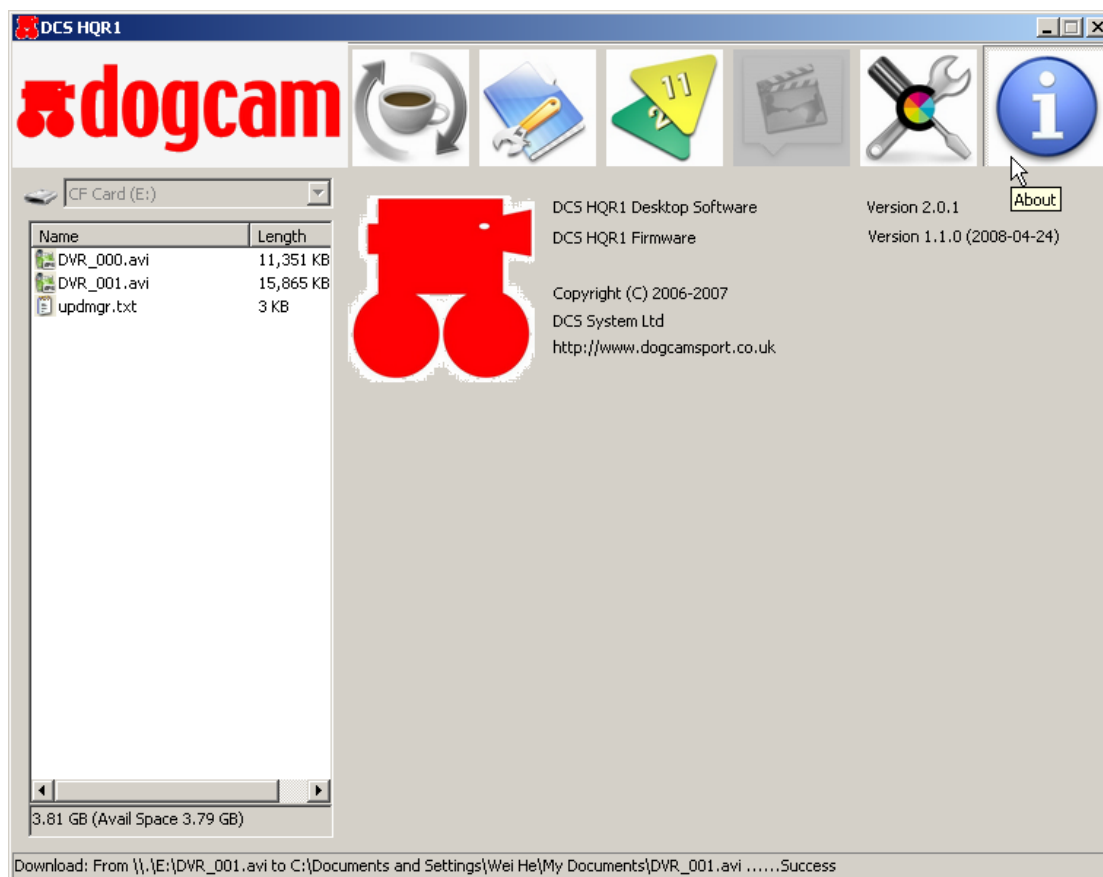 DCS HQR1
dogcam
11
2
CF Card (E:)
About
Name Length
DVR_000.avi 11,351 KB
DVR_001.avi 15,865 KB
updmgr.txt 3 KB
DCS HQR1 Desktop Software Version 2.0.1
DCS HQR1 Firmware Version 1.1.0 (2008-04-24)
Copyright (C) 2006-2007
DCS System Ltd
http://www.dogcamsport.co.uk
3.81 GB (Avail Space 3.79 GB)
Download: From \\.\E:\DVR_001.avi to C:\Documents and Settings\Wei He\My Documents\DVR_001.avi ......Success